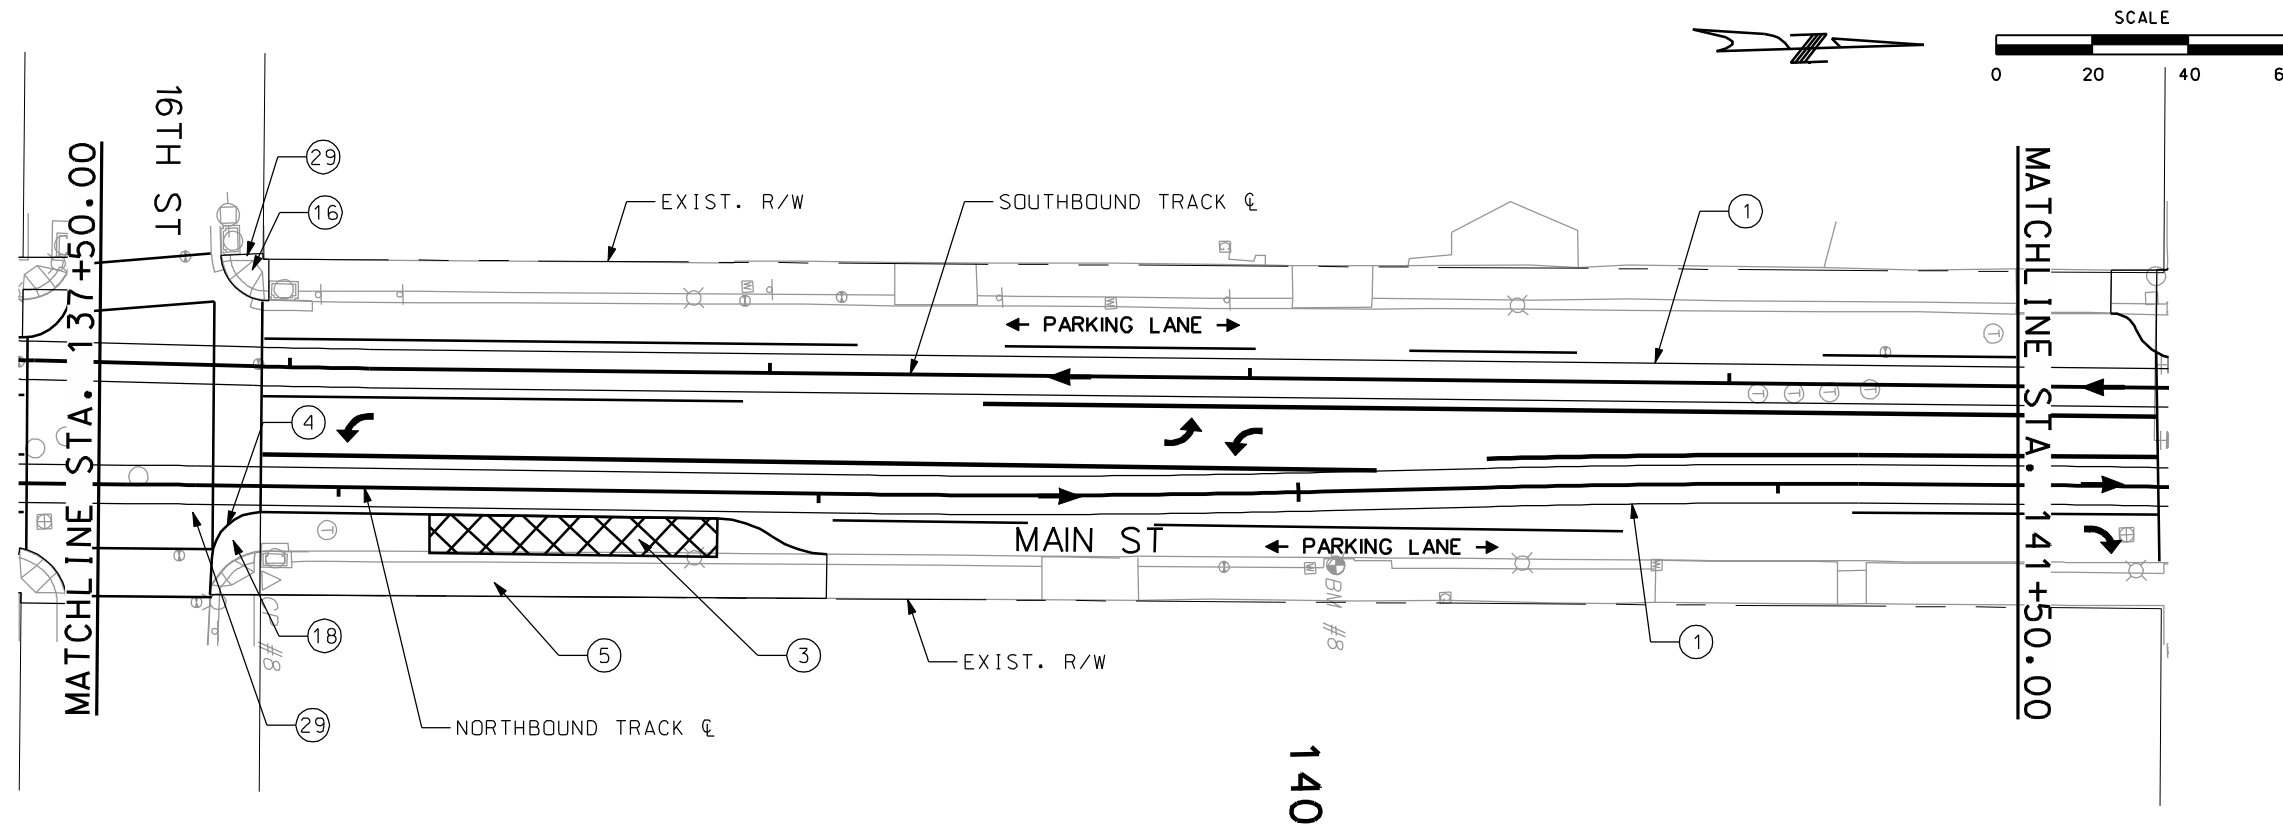 SCALE
0 20 40 6
16TH ST
MATCHLINE STA. 137+50.00
29
16
EXIST. R/W
SOUTHBOUND TRACK ℄
1
MATCHLINE STA. 141+50.00
PARKING LANE
4
MAIN ST
PARKING LANE
18
5
3
EXIST. R/W
1
29
NORTHBOUND TRACK ℄
CP #8
BM #8
140
T
T
T
T
T
T
W
W
W
W
G
G